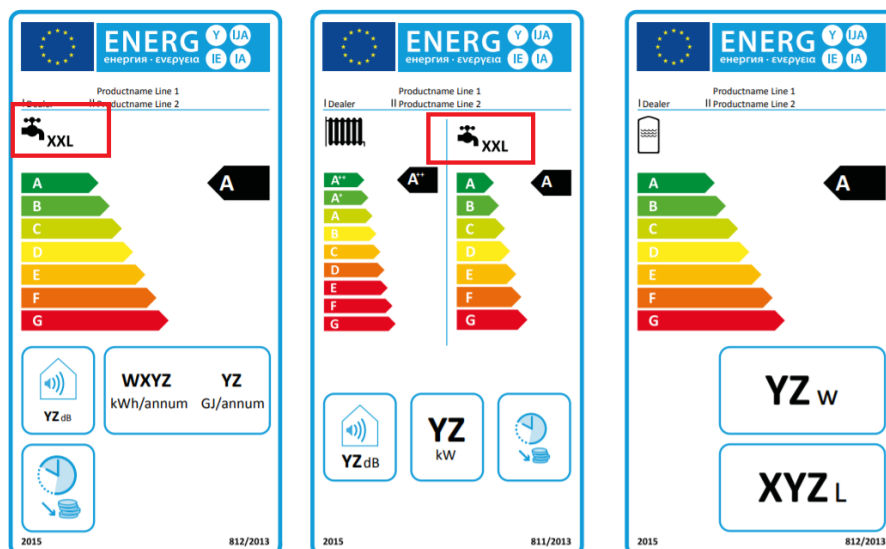 ENERG Y IJA IE IA
енергия · ενεργεια
Productname Line 1
I Dealer II Productname Line 2
XXL
A A
B
C
D
E
F
G
YZ dB
WXYZ YZ
kWh/annum GJ/annum
2015 812/2013
ENERG Y IJA IE IA
енергия · ενεργεια
Productname Line 1
I Dealer II Productname Line 2
XXL
A++ A++
A+
A
B
C
D
E
F
G
A A
B
C
D
E
F
G
YZ dB
YZ
kW
2015 811/2013
ENERG Y IJA IE IA
енергия · ενεργεια
Productname Line 1
I Dealer II Productname Line 2
A A
B
C
D
E
F
G
YZ W
XYZ L
2015 812/2013